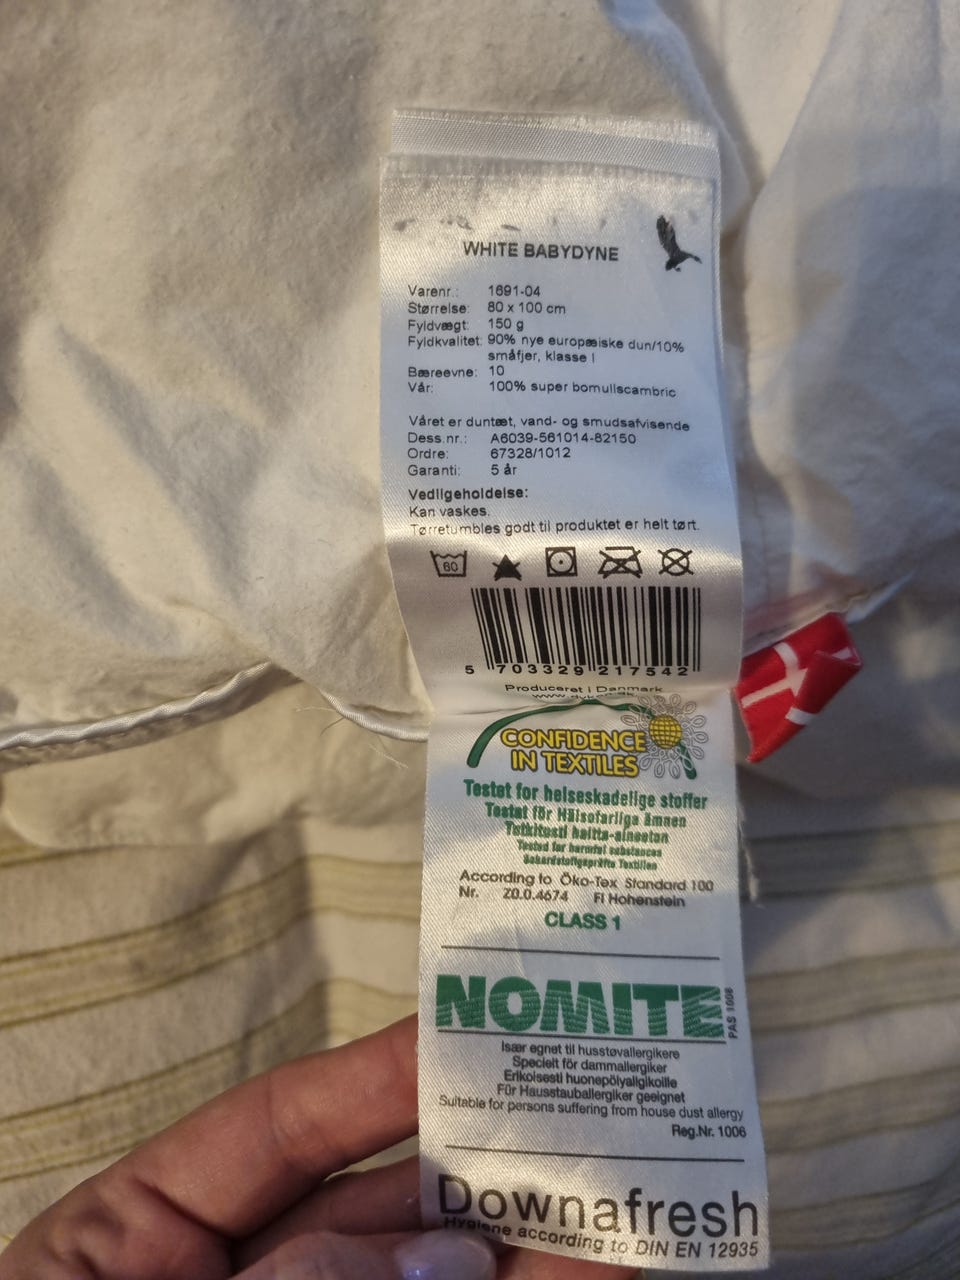 WHITE BABYDYNE
Varenr.: 1691-04
Størrelse: 80 x 100 cm
Fyldvægt: 150 g
Fyldkvalitet: 90% nye europæiske dun/10%
småfjer, klasse I
Bæreevne: 10
Vår: 100% super bomullscambric
Våret er duntæt, vand- og smudsafvisende
Dess.nr.: A6039-561014-82150
Ordre: 67328/1012
Garanti: 5 år
Vedligeholdelse:
Kan vaskes.
Tørretumbles godt til produktet er helt tørt.
60
5 703329 217542
Produceret i Danmark
CONFIDENCE
IN TEXTILES
Testet for helseskadelige stoffer
Testat för Hälsofarliga ämnen
Tutkitusti haitta-aineeton
Tested for harmful substances
Schadstoffgeprüfte Textilien
According to Öko-Tex Standard 100
Nr. Z0.0.4674 FI Hohenstein
CLASS 1
NOMITE
PAS 1008
Især egnet til husstøvallergikere
Speciellt för dammallergiker
Erikoisesti huonepölyallgikoille
Für Hausstauballergiker geeignet
Suitable for persons suffering from house dust allergy
Reg.Nr. 1006
Downafresh
Hygiene according to DIN EN 12935